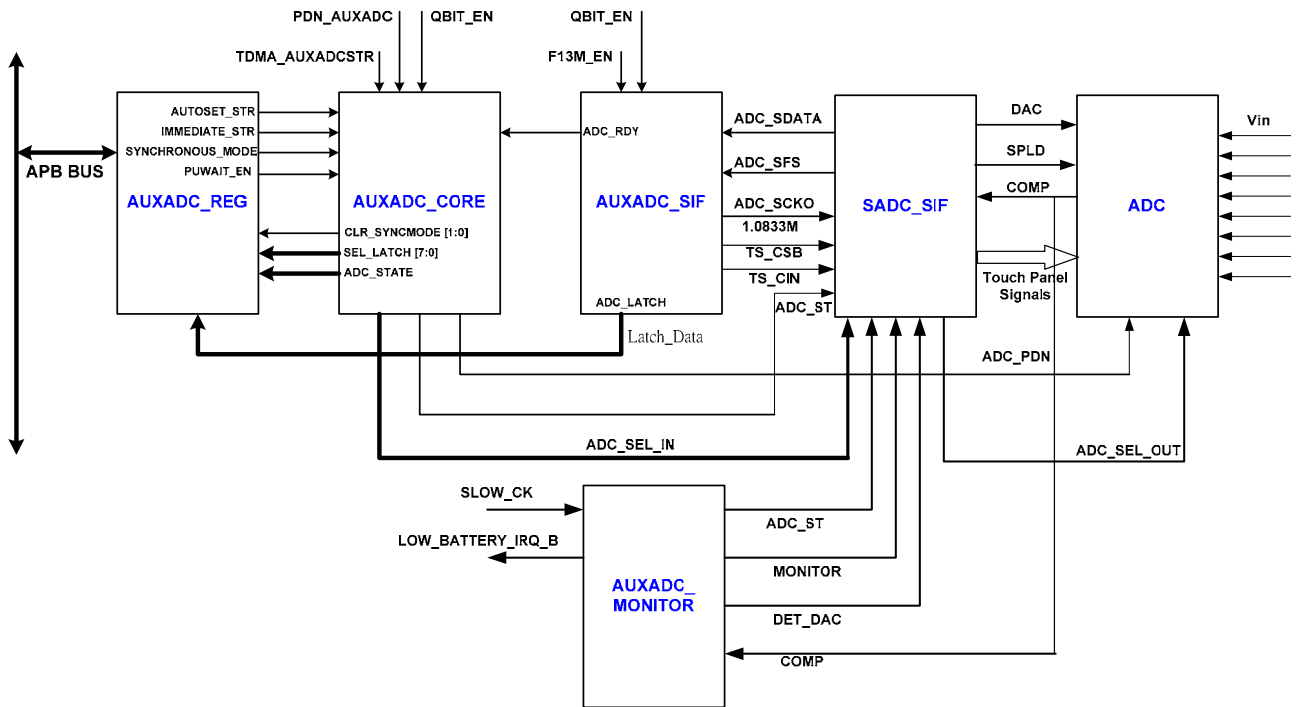 PDN_AUXADC
QBIT_EN
QBIT_EN
TDMA_AUXADCSTR
F13M_EN
APB BUS
AUTOSET_STR
IMMEDIATE_STR
SYNCHRONOUS_MODE
PUWAIT_EN
AUXADC_REG
CLR_SYNCMODE [1:0]
SEL_LATCH [7:0]
ADC_STATE
AUXADC_CORE
ADC_RDY
AUXADC_SIF
ADC_LATCH
Latch_Data
ADC_SDATA
ADC_SFS
ADC_SCKO
1.0833M
TS_CSB
TS_CIN
ADC_ST
SADC_SIF
DAC
SPLD
COMP
Touch Panel
Signals
ADC
Vin
ADC_PDN
ADC_SEL_IN
ADC_SEL_OUT
SLOW_CK
LOW_BATTERY_IRQ_B
AUXADC_
MONITOR
ADC_ST
MONITOR
DET_DAC
COMP